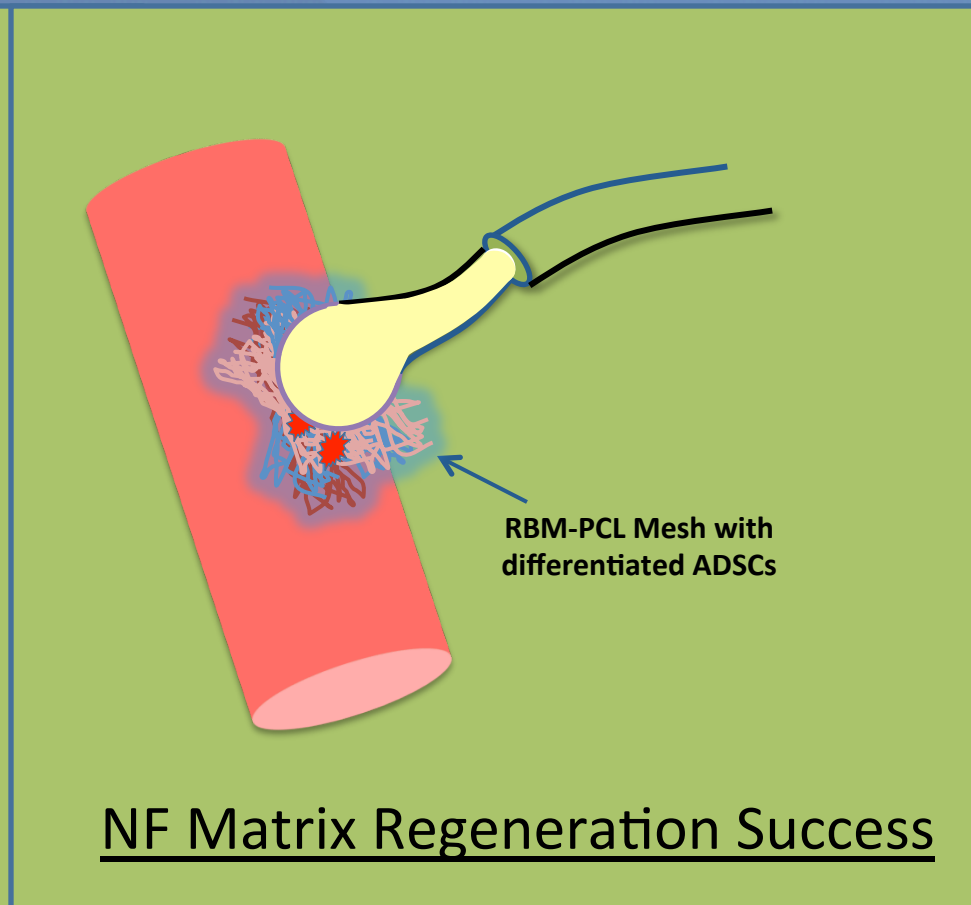 RBM-PCL Mesh with
differentiated ADSCs
NF Matrix Regeneration Success